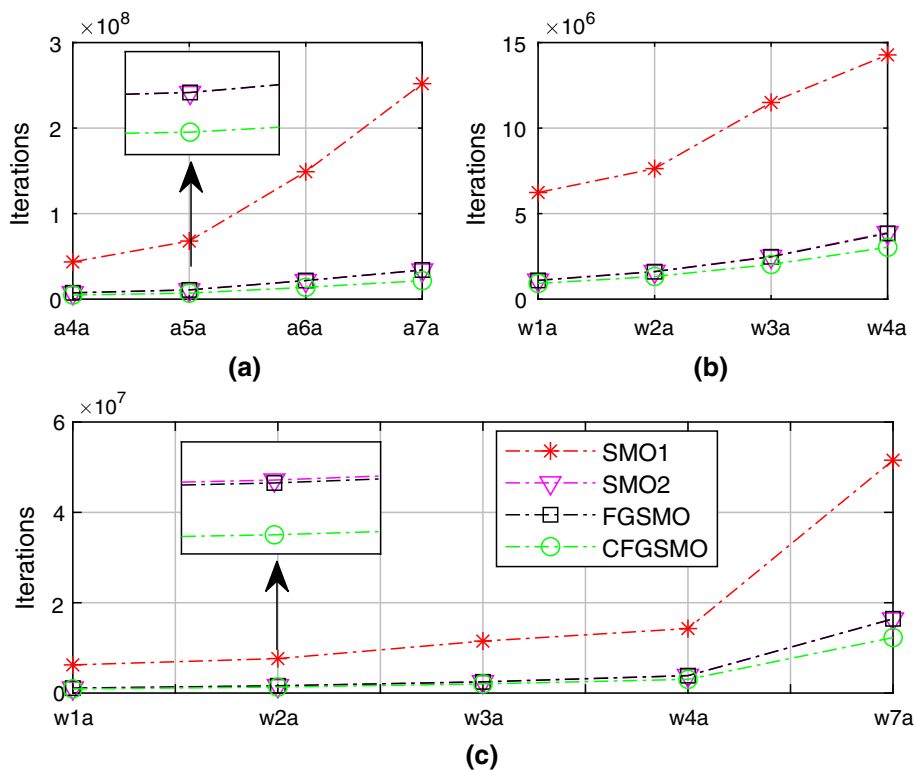 ×10^8
3
2
1
0
Iterations
a4a
a5a
a6a
a7a
(a)
×10^6
15
10
5
0
Iterations
w1a
w2a
w3a
w4a
(b)
×10^7
6
4
2
0
Iterations
SMO1
SMO2
FGSMO
CFGSMO
w1a
w2a
w3a
w4a
w7a
(c)